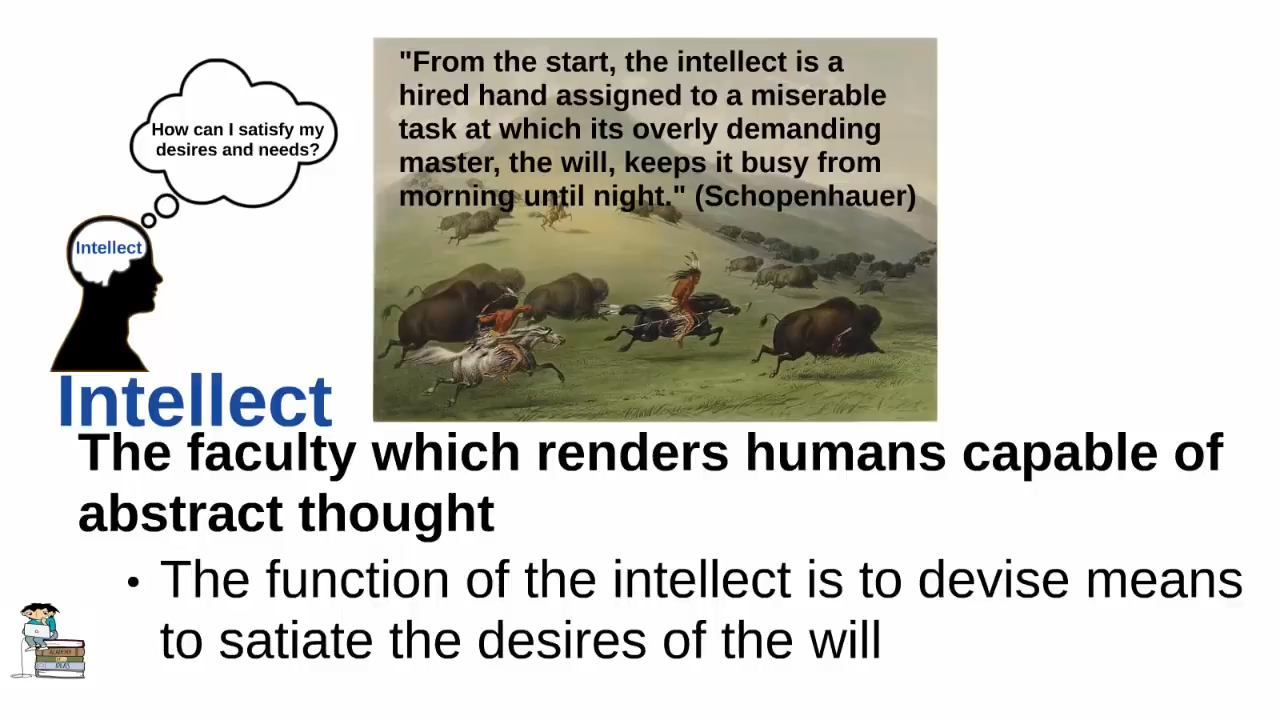 "From the start, the intellect is a
hired hand assigned to a miserable
task at which its overly demanding
master, the will, keeps it busy from
morning until night." (Schopenhauer)
How can I satisfy my
desires and needs?
Intellect
Intellect
The faculty which renders humans capable of
abstract thought
• The function of the intellect is to devise means
to satiate the desires of the will
ACADEMY
OF
IDEAS